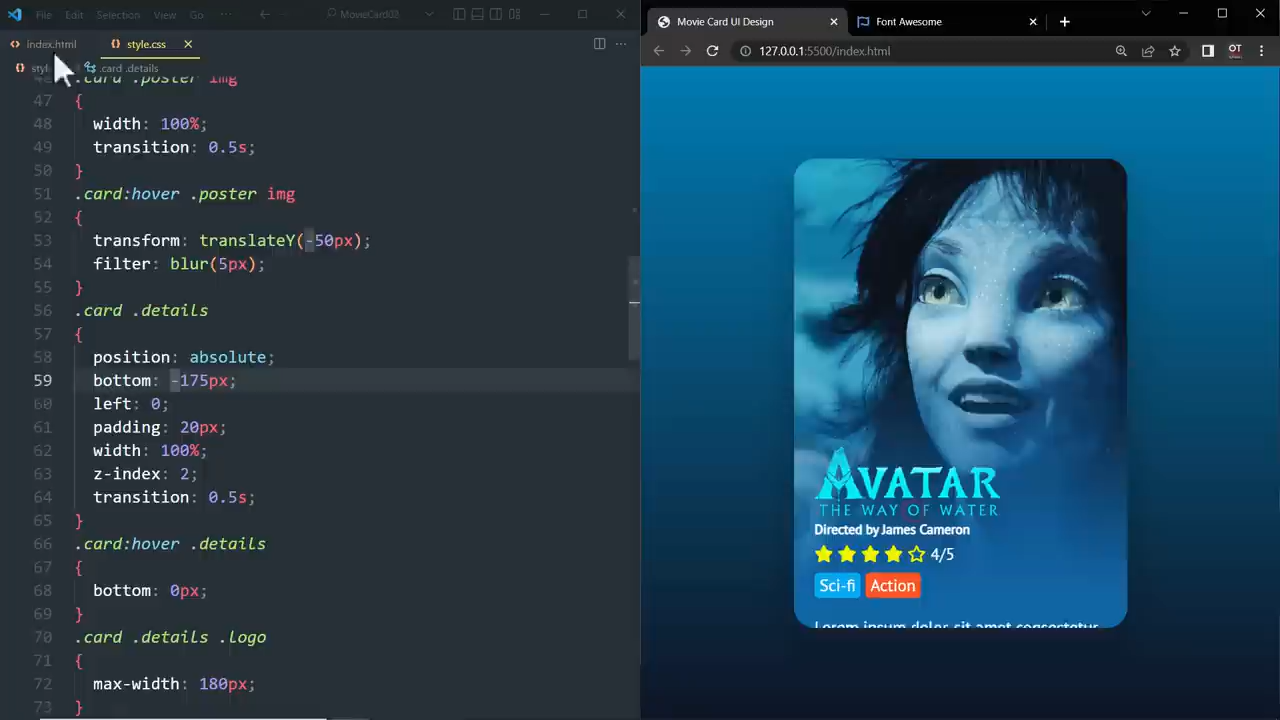 File Edit Selection View Go ··· MovieCard02
index.html style.css
.card .details
46 .card .poster img
47 {
48 width: 100%;
49 transition: 0.5s;
50 }
51 .card:hover .poster img
52 {
53 transform: translateY(-50px);
54 filter: blur(5px);
55 }
56 .card .details
57 {
58 position: absolute;
59 bottom: -175px;
60 left: 0;
61 padding: 20px;
62 width: 100%;
63 z-index: 2;
64 transition: 0.5s;
65 }
66 .card:hover .details
67 {
68 bottom: 0px;
69 }
70 .card .details .logo
71 {
72 max-width: 180px;
73 }
Movie Card UI Design Font Awesome
127.0.0.1:5500/index.html
OT
AVATAR
THE WAY OF WATER
Directed by James Cameron
4/5
Sci-fi Action
Lorem ipsum dolor sit amet consectetur